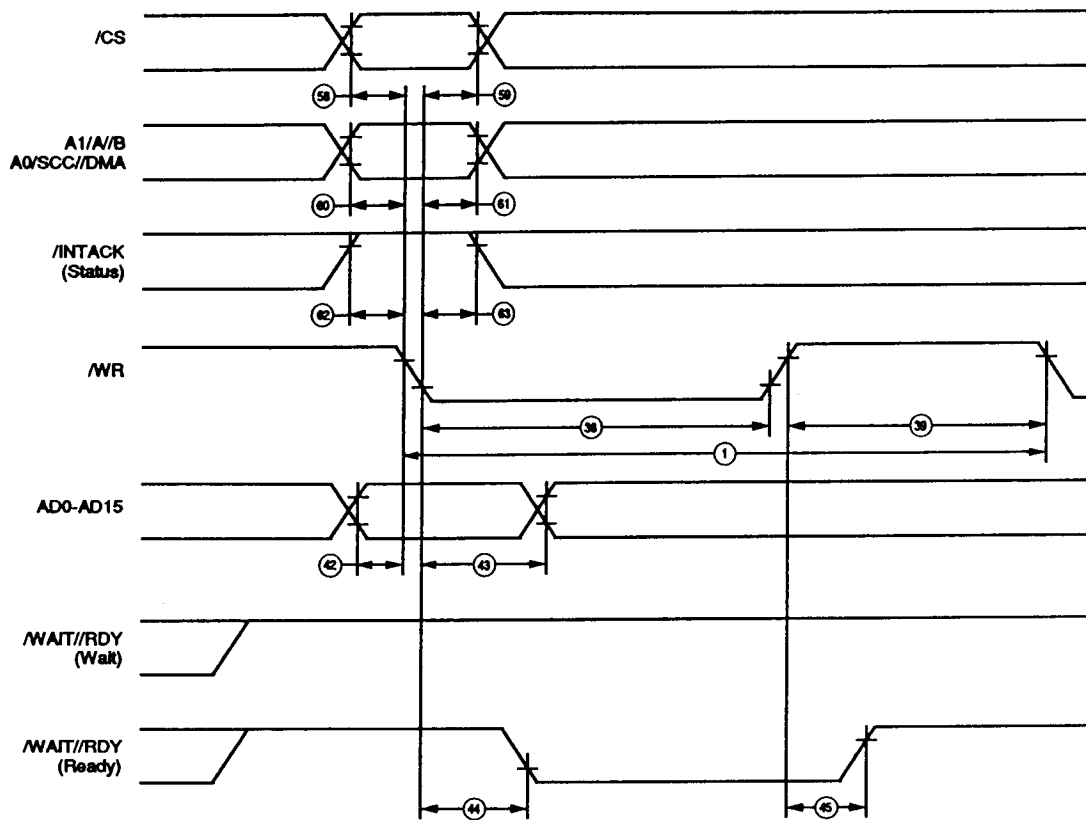 /CS
58
59
A1/A//B
A0/SCC//DMA
60
61
/INTACK
(Status)
62
63
/WR
38
39
1
AD0-AD15
42
43
/WAIT//RDY
(Wait)
/WAIT//RDY
(Ready)
44
45